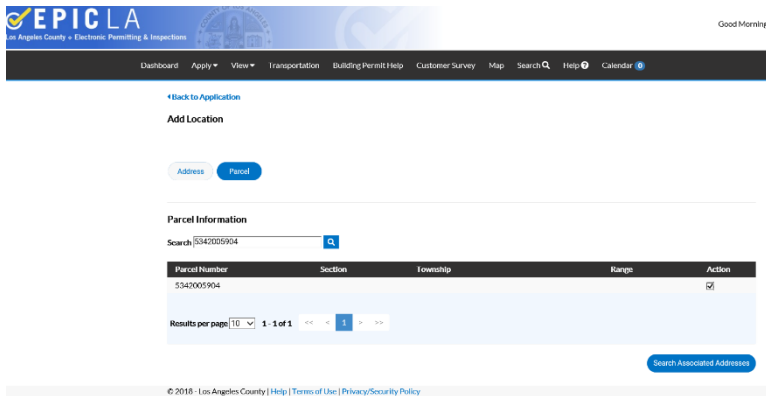 EPICLA
Los Angeles County + Electronic Permitting & Inspections
Good Morning
Dashboard Apply View Transportation Building Permit Help Customer Survey Map Search Help Calendar 0
Back to Application
Add Location
Address Parcel
Parcel Information
Search 5342005904
Parcel Number Section Township Range Action
5342005904
Results per page 10 1 - 1 of 1 << < 1 > >>
Search Associated Addresses
© 2018 - Los Angeles County | Help | Terms of Use | Privacy/Security Policy